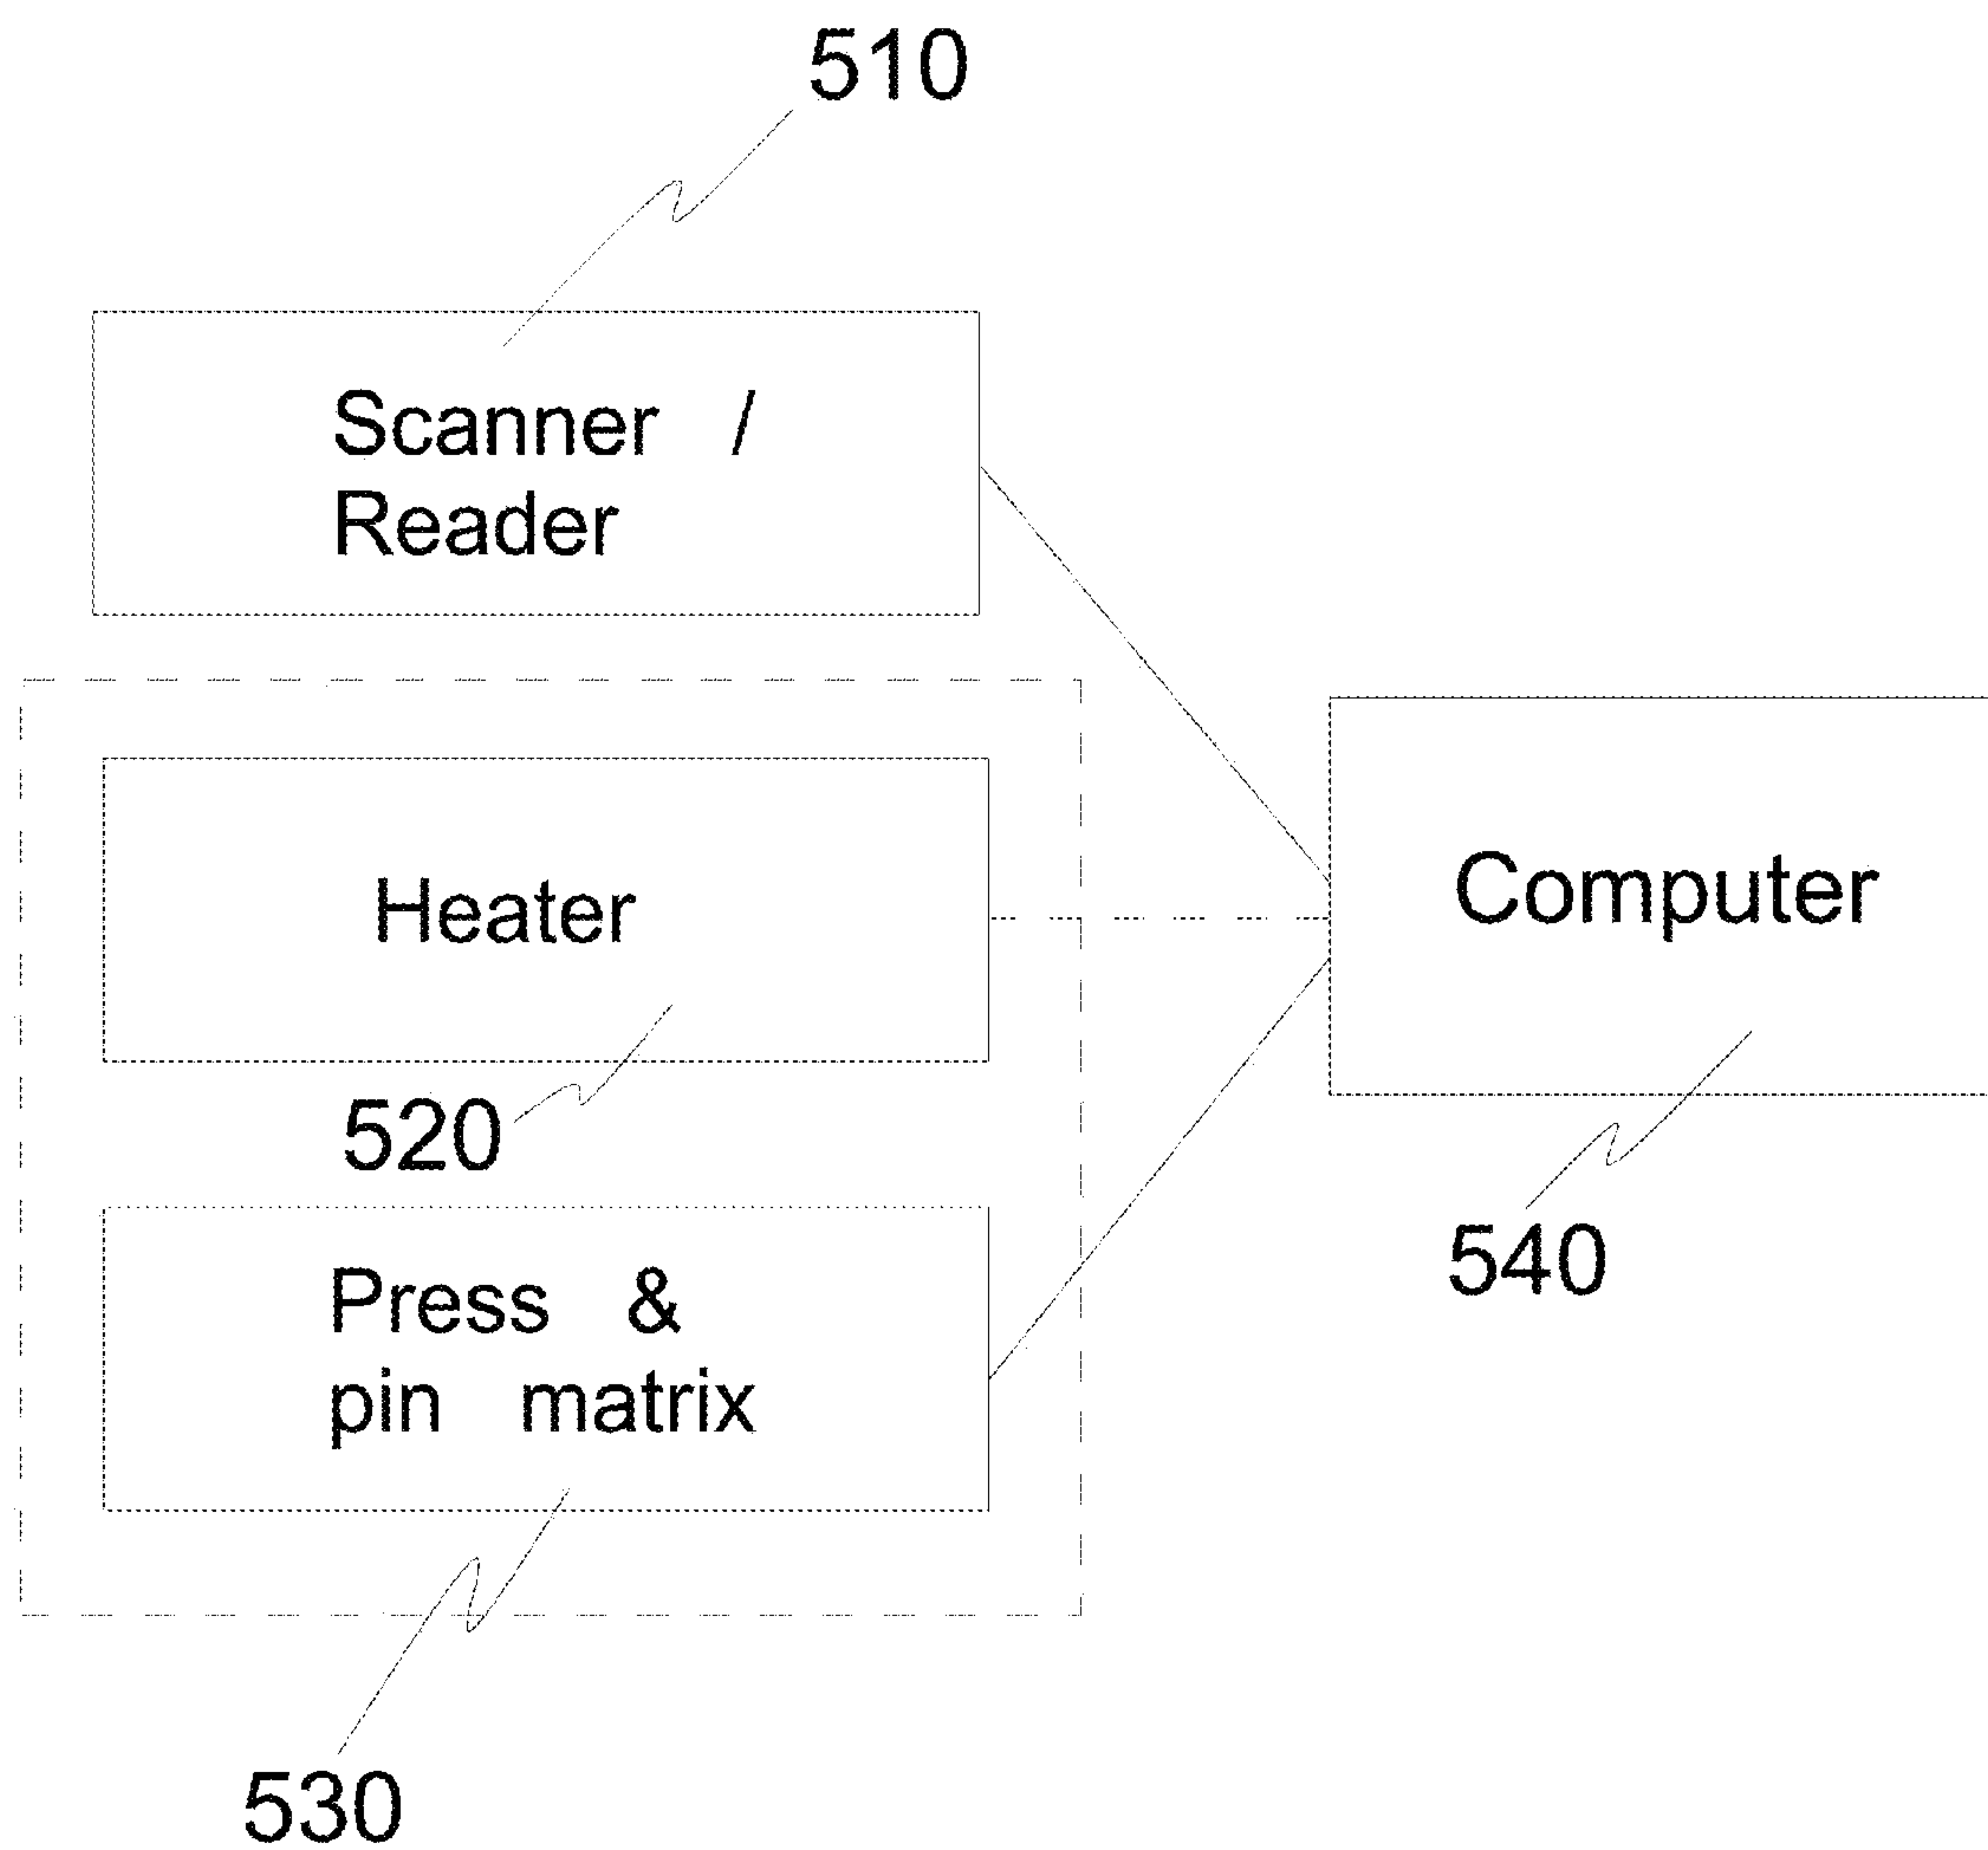 510
Scanner /
Reader
Heater
Computer
520
Press &
pin matrix
540
530